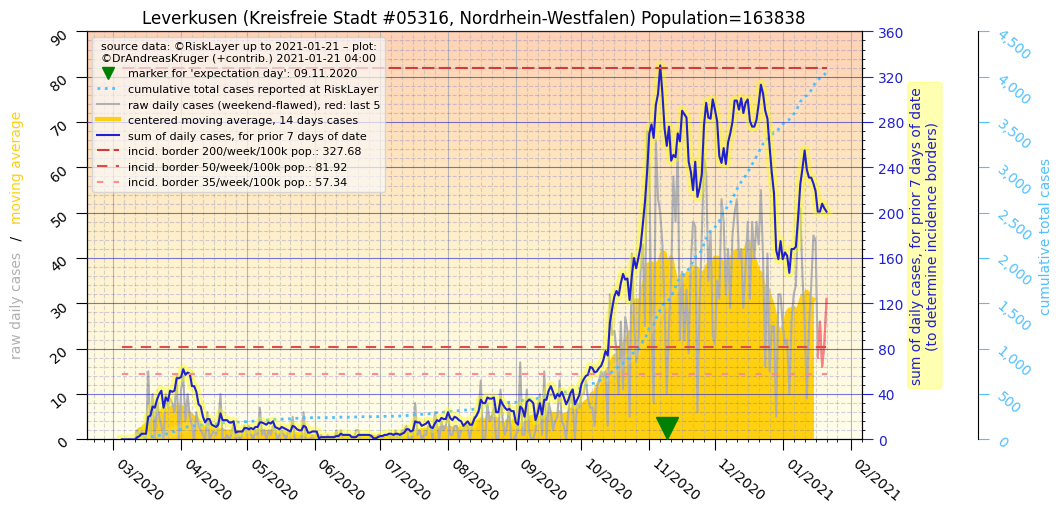 Leverkusen (Kreisfreie Stadt #05316, Nordrhein-Westfalen) Population=163838
source data: ©RiskLayer up to 2021-01-21 – plot:
©DrAndreasKruger (+contrib.) 2021-01-21 04:00
marker for 'expectation day': 09.11.2020
cumulative total cases reported at RiskLayer
raw daily cases (weekend-flawed), red: last 5
centered moving average, 14 days cases
sum of daily cases, for prior 7 days of date
incid. border 200/week/100k pop.: 327.68
incid. border 50/week/100k pop.: 81.92
incid. border 35/week/100k pop.: 57.34
raw daily cases / moving average
90
80
70
60
50
40
30
20
10
0
03/2020
04/2020
05/2020
06/2020
07/2020
08/2020
09/2020
10/2020
11/2020
12/2020
01/2021
02/2021
360
320
280
240
200
160
120
80
40
0
sum of daily cases, for prior 7 days of date
(to determine incidence borders)
4,500
4,000
3,500
3,000
2,500
2,000
1,500
1,000
500
0
cumulative total cases